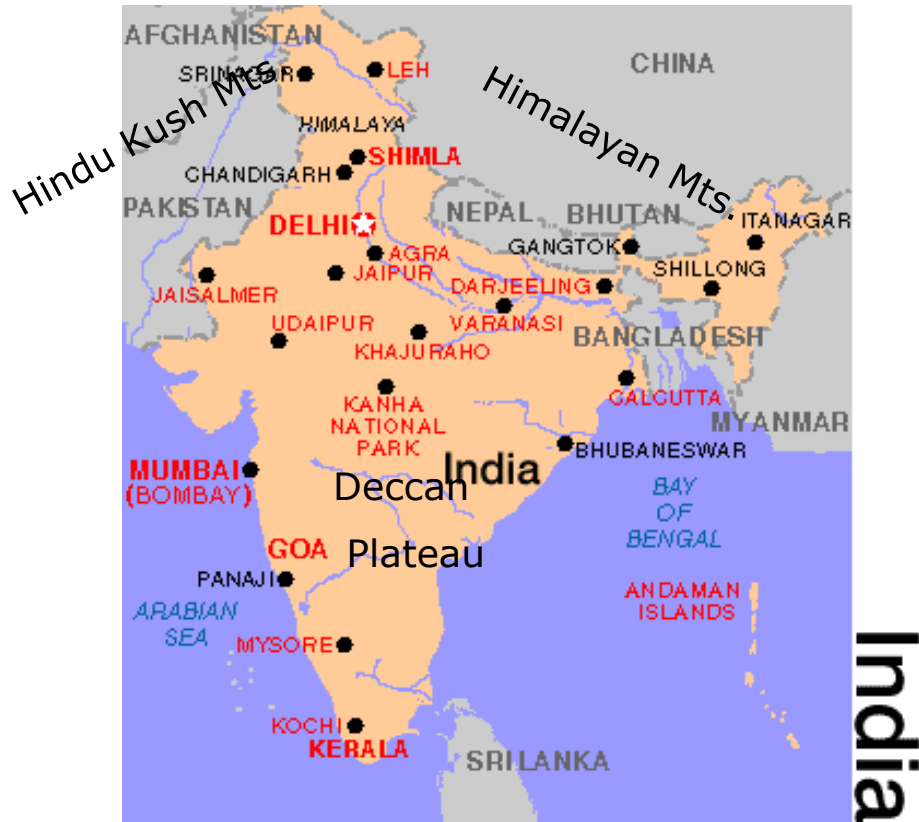 AFGHANISTAN
CHINA
SRINAGAR
LEH
Hindu Kush Mts.
Himalayan Mts.
HIMALAYA
SHIMLA
CHANDIGARH
PAKISTAN
NEPAL
BHUTAN
ITANAGAR
DELHI
GANGTOK
AGRA
JAIPUR
SHILLONG
JAISALMER
DARJEELING
UDAIPUR
VARANASI
BANGLADESH
KHAJURAHO
KANHA
NATIONAL
PARK
CALCUTTA
MYANMAR
BHUBANESWAR
MUMBAI
(BOMBAY)
India
Deccan
Plateau
BAY
OF
BENGAL
GOA
PANAJI
ANDAMAN
ISLANDS
ARABIAN
SEA
MYSORE
KOCHI
KERALA
SRI LANKA
India